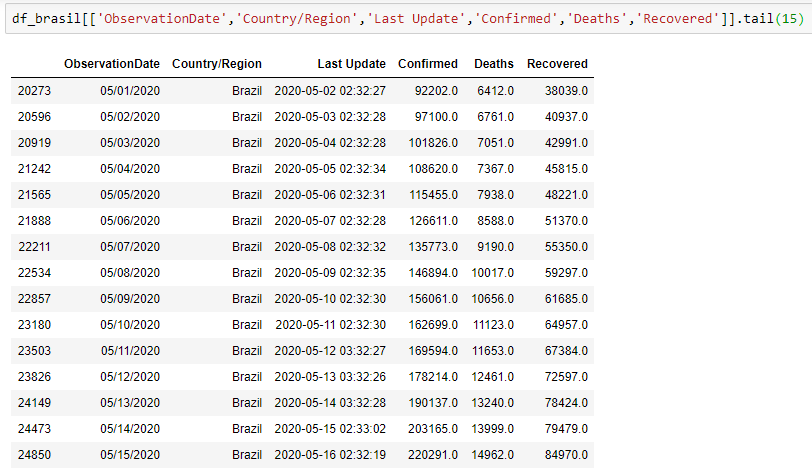 df_brasil[['ObservationDate','Country/Region','Last Update','Confirmed','Deaths','Recovered']].tail(15)
ObservationDate Country/Region Last Update Confirmed Deaths Recovered
20273 05/01/2020 Brazil 2020-05-02 02:32:27 92202.0 6412.0 38039.0
20596 05/02/2020 Brazil 2020-05-03 02:32:28 97100.0 6761.0 40937.0
20919 05/03/2020 Brazil 2020-05-04 02:32:28 101826.0 7051.0 42991.0
21242 05/04/2020 Brazil 2020-05-05 02:32:34 108620.0 7367.0 45815.0
21565 05/05/2020 Brazil 2020-05-06 02:32:31 115455.0 7938.0 48221.0
21888 05/06/2020 Brazil 2020-05-07 02:32:28 126611.0 8588.0 51370.0
22211 05/07/2020 Brazil 2020-05-08 02:32:32 135773.0 9190.0 55350.0
22534 05/08/2020 Brazil 2020-05-09 02:32:35 146894.0 10017.0 59297.0
22857 05/09/2020 Brazil 2020-05-10 02:32:30 156061.0 10656.0 61685.0
23180 05/10/2020 Brazil 2020-05-11 02:32:30 162699.0 11123.0 64957.0
23503 05/11/2020 Brazil 2020-05-12 03:32:27 169594.0 11653.0 67384.0
23826 05/12/2020 Brazil 2020-05-13 03:32:26 178214.0 12461.0 72597.0
24149 05/13/2020 Brazil 2020-05-14 03:32:28 190137.0 13240.0 78424.0
24473 05/14/2020 Brazil 2020-05-15 02:33:02 203165.0 13999.0 79479.0
24850 05/15/2020 Brazil 2020-05-16 02:32:19 220291.0 14962.0 84970.0